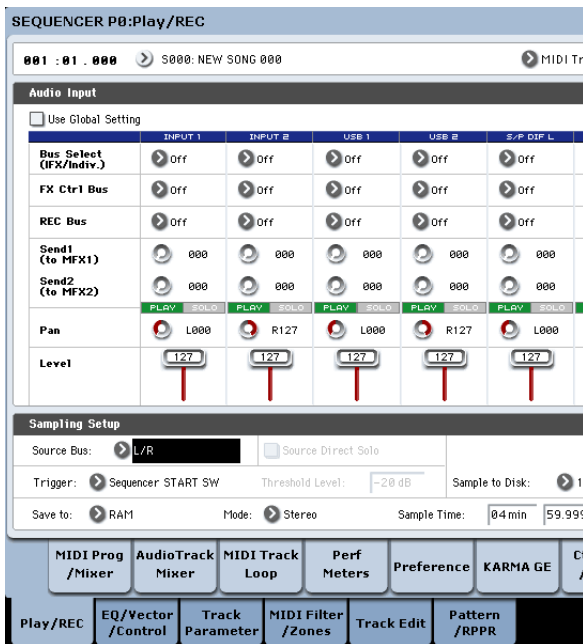 SEQUENCER P0:Play/REC
001 :01 . 000 S000: NEW SONG 000 MIDI Tr
Audio Input
Use Global Setting
INPUT 1 INPUT 2 USB 1 USB 2 S/P DIF L
Bus Select (IFX/Indiv.) Off Off Off Off Off
FX Ctrl Bus Off Off Off Off Off
REC Bus Off Off Off Off Off
Send1 (to MFX1) 000 000 000 000 000
Send2 (to MFX2) 000 000 000 000 000
PLAY SOLO PLAY SOLO PLAY SOLO PLAY SOLO PLAY SOLO
Pan L000 R127 L000 R127 L000
Level 127 127 127 127 127
Sampling Setup
Source Bus: L/R Source Direct Solo
Trigger: Sequencer START SW Threshold Level: -20 dB Sample to Disk: 1
Save to: RAM Mode: Stereo Sample Time: 04 min 59.999
MIDI Prog /Mixer AudioTrack Mixer MIDI Track Loop Perf Meters Preference KARMA GE
Play/REC EQ/Vector /Control Track Parameter MIDI Filter /Zones Track Edit Pattern /RPPR